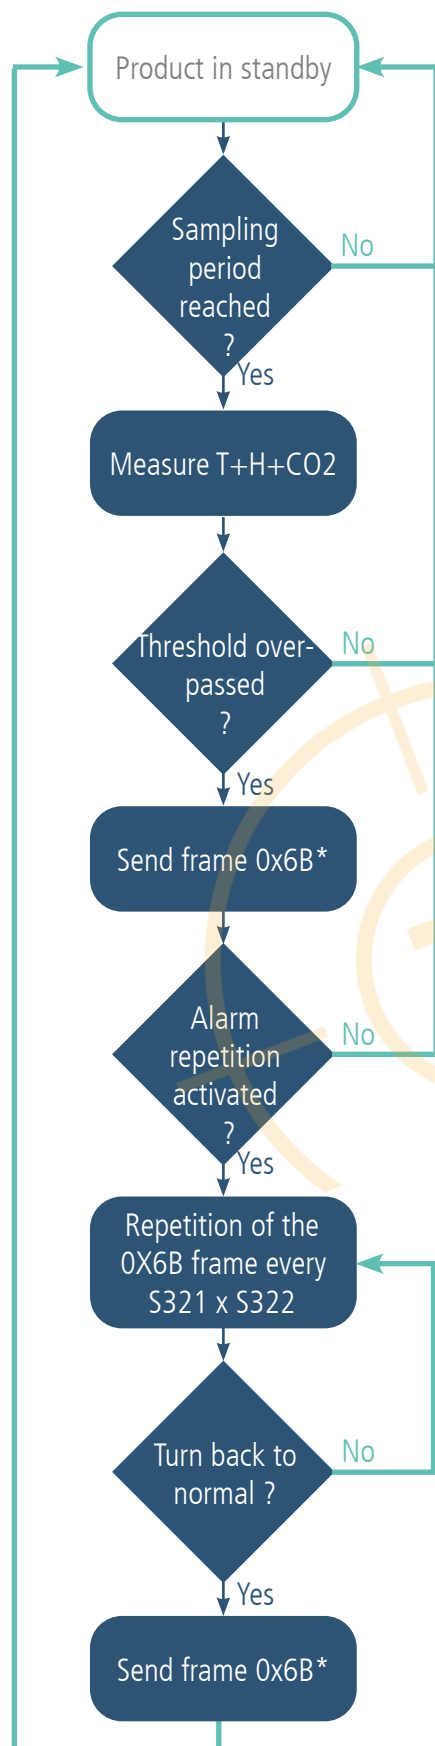 Product in standby
Sampling
period
reached
?
No
Yes
Measure T+H+CO2
Threshold over-
passed
?
No
Yes
Send frame 0x6B*
Alarm
repetition
activated
?
No
Yes
Repetition of the
0X6B frame every
S321 x S322
Turn back to
normal ?
No
Yes
Send frame 0x6B*